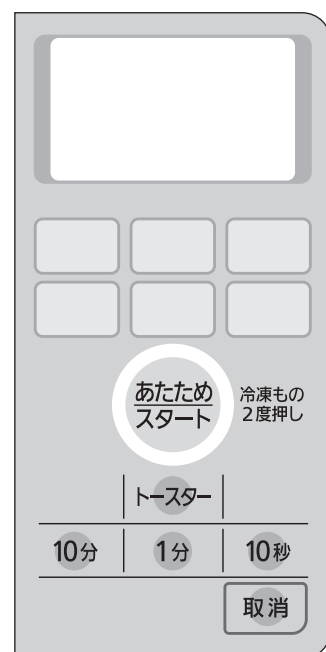 あたため
スタート
冷凍もの
2度押し
トースター
10分
1分
10秒
取消